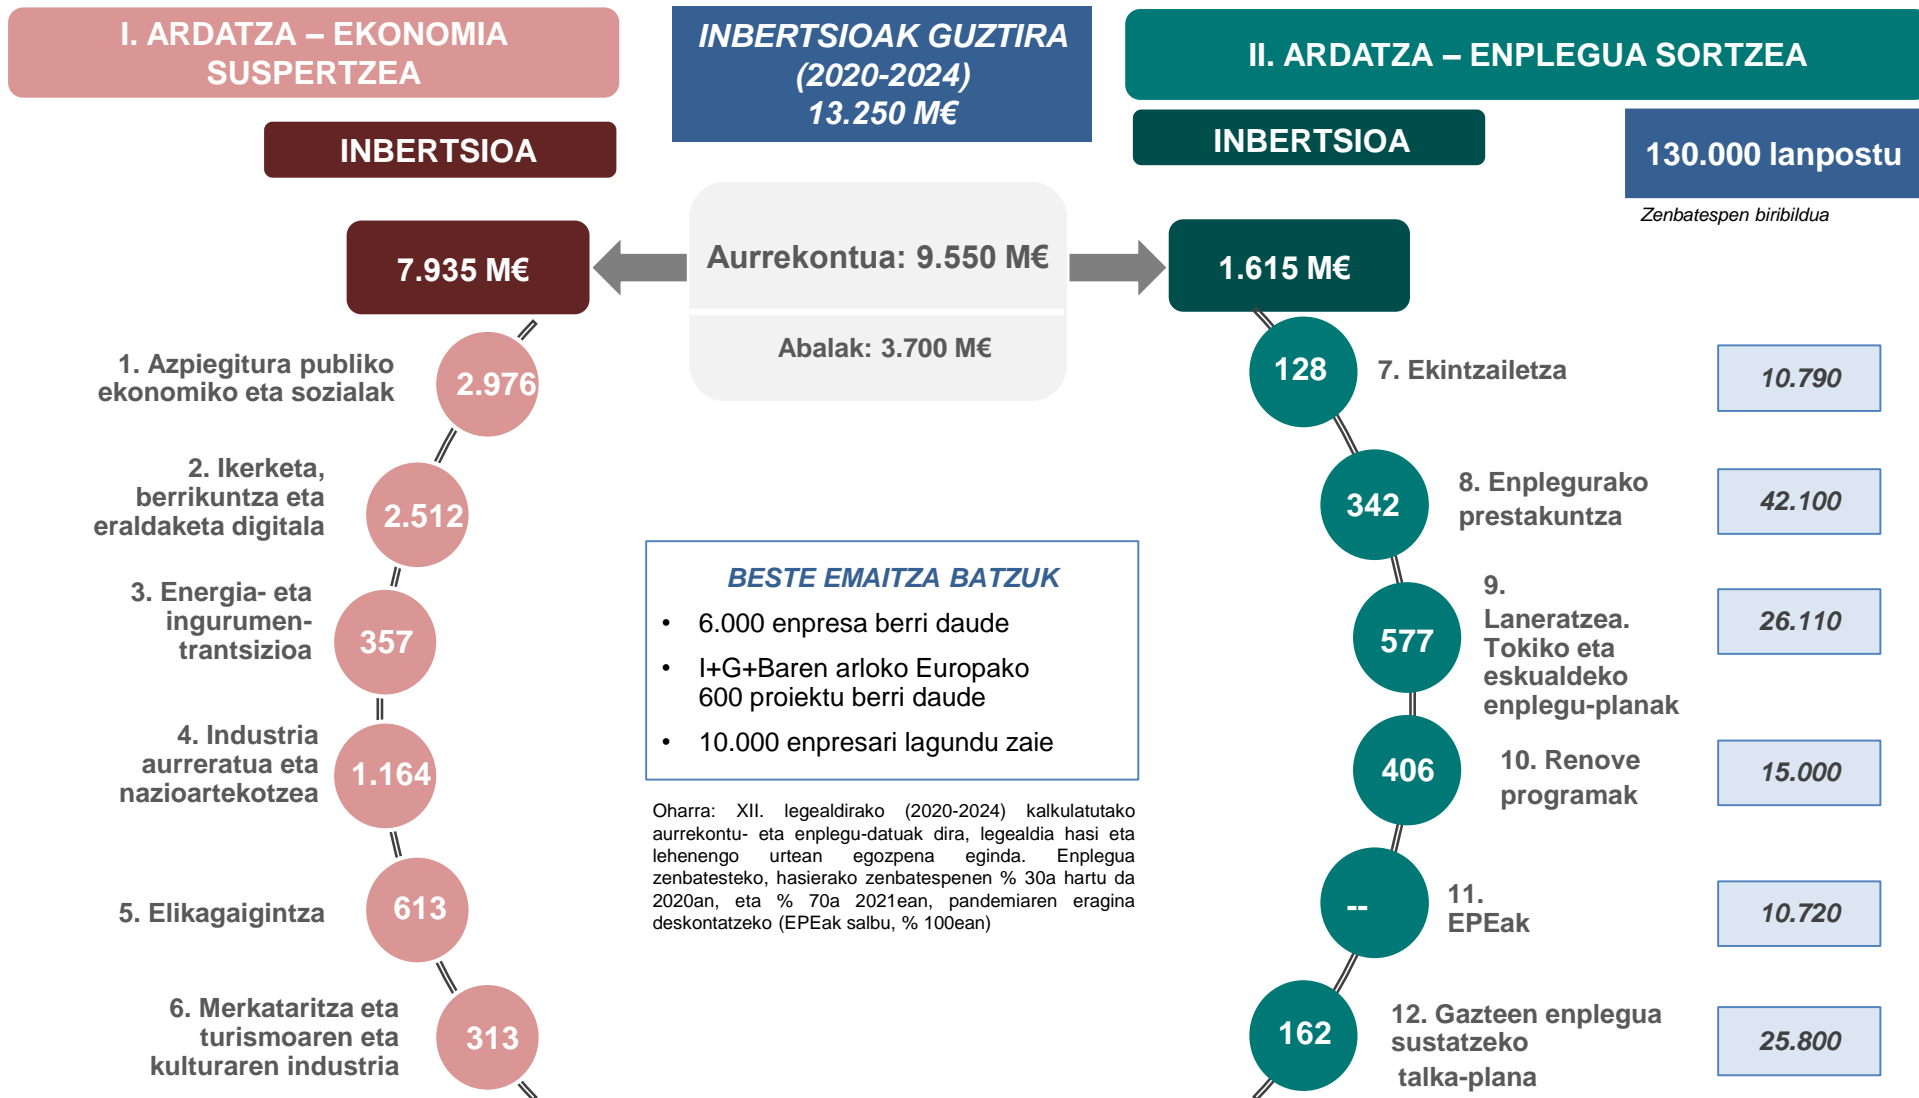 I. ARDATZA – EKONOMIA
SUSPERTZEA
INBERTSIOA
7.935 M€
INBERTSIOAK GUZTIRA
(2020-2024)
13.250 M€
Aurrekontua: 9.550 M€
Abalak: 3.700 M€
II. ARDATZA – ENPLEGUA SORTZEA
INBERTSIOA
1.615 M€
130.000 lanpostu
Zenbatespen biribildua
1. Azpiegitura publiko
ekonomiko eta sozialak
2.976
2. Ikerketa,
berrikuntza eta
eraldaketa digitala
2.512
3. Energia- eta
ingurumen-
trantsizioa
357
4. Industria
aurreratua eta
nazioartekotzea
1.164
5. Elikagaigintza
613
6. Merkataritza eta
turismoaren eta
kulturaren industria
313
BESTE EMAITZA BATZUK
• 6.000 enpresa berri daude
• I+G+Baren arloko Europako
600 proiektu berri daude
• 10.000 enpresari lagundu zaie
Oharra: XII. legealdirako (2020-2024) kalkulatutako
aurrekontu- eta enplegu-datuak dira, legealdia hasi eta
lehenengo urtean egozpena eginda. Enplegua
zenbatesteko, hasierako zenbatespenen % 30a hartu da
2020an, eta % 70a 2021ean, pandemiaren eragina
deskontatzeko (EPEak salbu, % 100ean)
128
7. Ekintzailetza
10.790
342
8. Enplegurako
prestakuntza
42.100
577
9.
Laneratzea.
Tokiko eta
eskualdeko
enplegu-planak
26.110
406
10. Renove
programak
15.000
--
11.
EPEak
10.720
162
12. Gazteen enplegua
sustatzeko
talka-plana
25.800